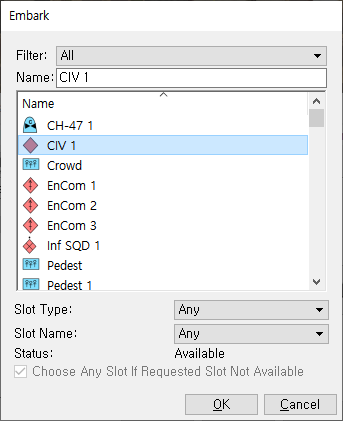 Embark
Filter: All
Name: CIV 1
Name
CH-47 1
CIV 1
Crowd
EnCom 1
EnCom 2
EnCom 3
Inf SQD 1
Pedest
Pedest 1
Slot Type: Any
Slot Name: Any
Status: Available
Choose Any Slot If Requested Slot Not Available
OK Cancel